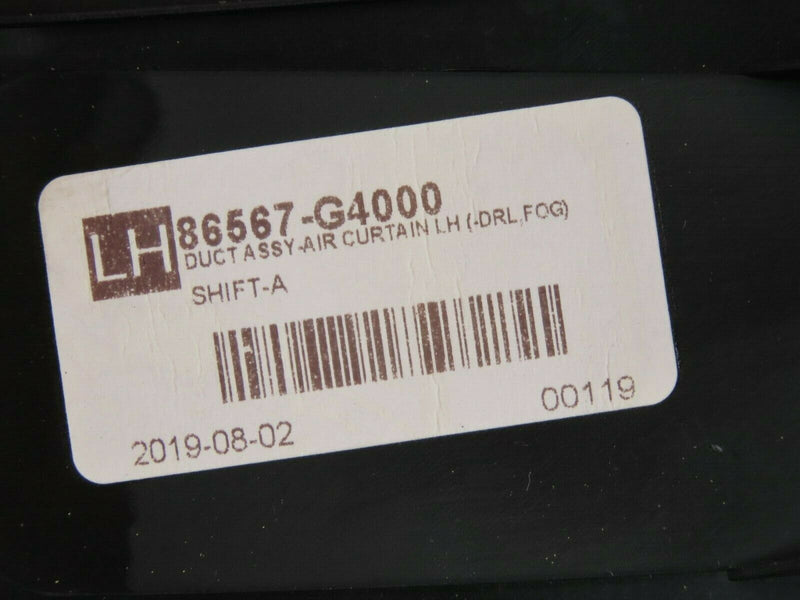 LH 86567-G4000
DUCT ASSY-AIR CURTAIN LH (-DRL,FOG)
SHIFT-A
2019-08-02
00119